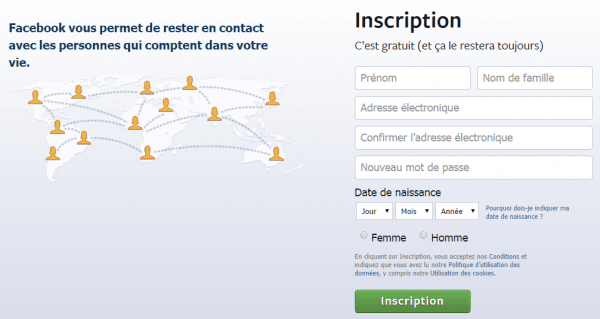 Facebook vous permet de rester en contact
avec les personnes qui comptent dans votre
vie.
Inscription
C'est gratuit (et ça le restera toujours)
Prénom
Nom de famille
Adresse électronique
Confirmer l'adresse électronique
Nouveau mot de passe
Date de naissance
Jour
Mois
Année
Pourquoi dois-je indiquer ma
date de naissance ?
Femme
Homme
En cliquant sur Inscription, vous acceptez nos Conditions et
indiquez que vous avez lu notre Politique d'utilisation des
données, y compris notre Utilisation des cookies.
Inscription